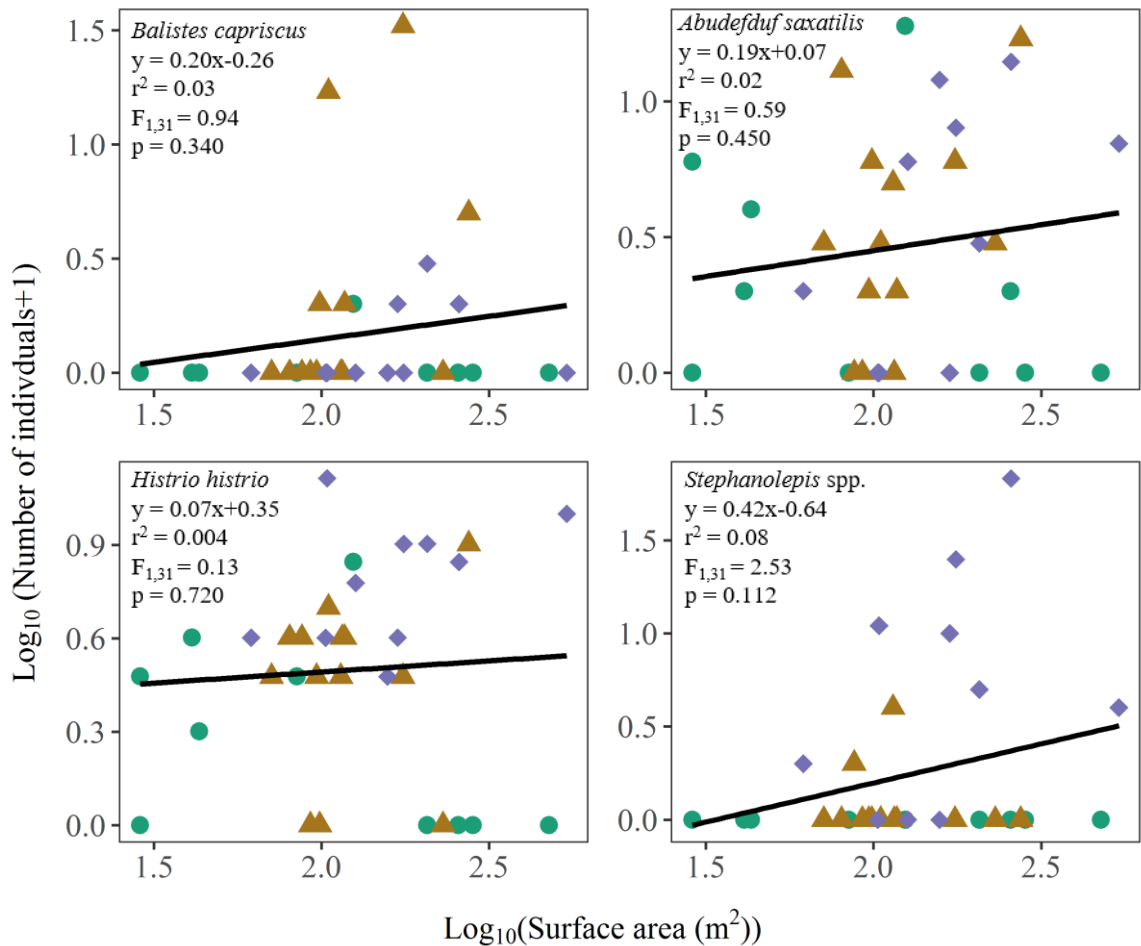 Balistes capriscus
y = 0.20x-0.26
r² = 0.03
F₁,₃₁ = 0.94
p = 0.340
1.5
1.0
0.5
0.0
1.5 2.0 2.5
Abudefduf saxatilis
y = 0.19x+0.07
r² = 0.02
F₁,₃₁ = 0.59
p = 0.450
1.0
0.5
0.0
1.5 2.0 2.5
Histrio histrio
y = 0.07x+0.35
r² = 0.004
F₁,₃₁ = 0.13
p = 0.720
0.9
0.6
0.3
0.0
1.5 2.0 2.5
Stephanolepis spp.
y = 0.42x-0.64
r² = 0.08
F₁,₃₁ = 2.53
p = 0.112
1.5
1.0
0.5
0.0
1.5 2.0 2.5
Log₁₀ (Number of indivduals+1)
Log₁₀(Surface area (m²))